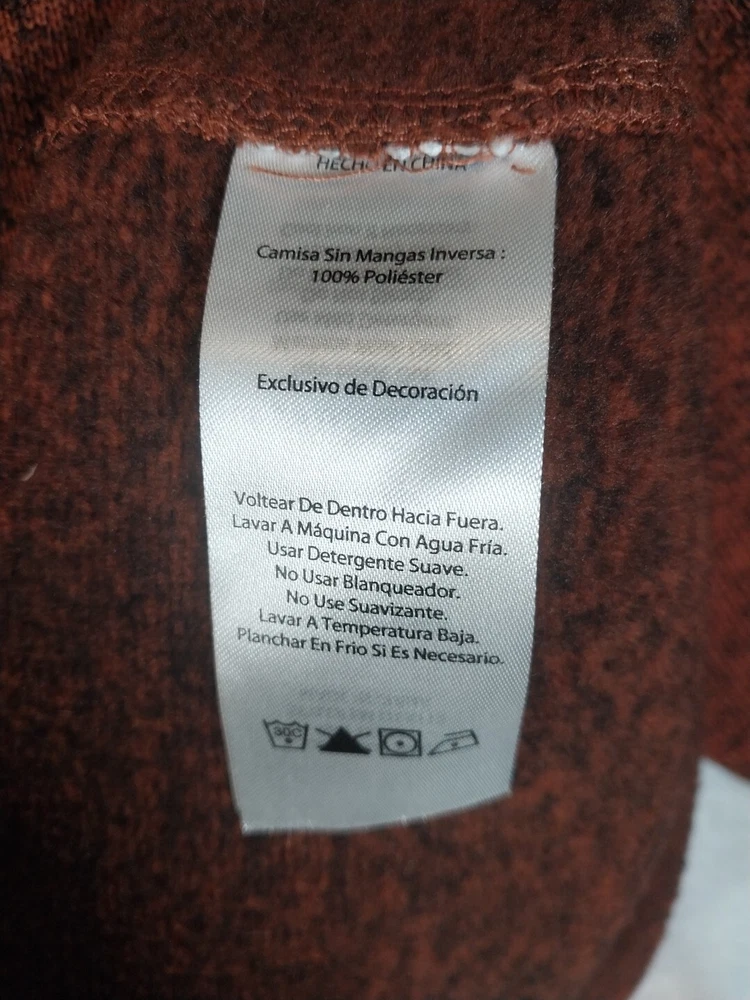 HECHO EN CHINA
Camisa Sin Mangas Inversa :
100% Poliéster
Exclusivo de Decoración
Voltear De Dentro Hacia Fuera.
Lavar A Máquina Con Agua Fría.
Usar Detergente Suave.
No Usar Blanqueador.
No Use Suavizante.
Lavar A Temperatura Baja.
Planchar En Frio Si Es Necesario.
30C